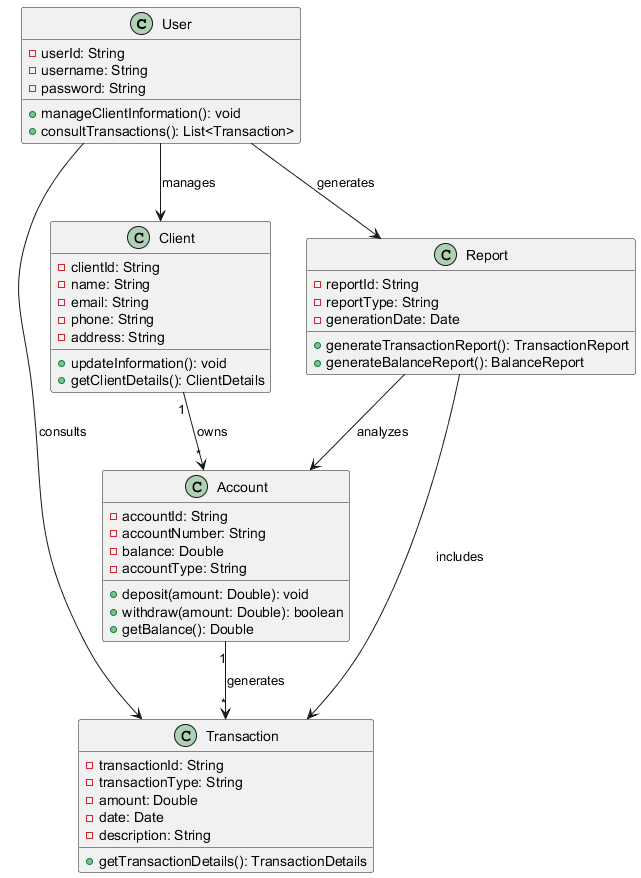 C User
userId: String
username: String
password: String
manageClientInformation(): void
consultTransactions(): List<Transaction>
manages
generates
C Client
clientId: String
name: String
email: String
phone: String
address: String
updateInformation(): void
getClientDetails(): ClientDetails
C Report
reportId: String
reportType: String
generationDate: Date
generateTransactionReport(): TransactionReport
generateBalanceReport(): BalanceReport
1
owns
*
consults
analyzes
C Account
accountId: String
accountNumber: String
balance: Double
accountType: String
deposit(amount: Double): void
withdraw(amount: Double): boolean
getBalance(): Double
includes
1
generates
*
C Transaction
transactionId: String
transactionType: String
amount: Double
date: Date
description: String
getTransactionDetails(): TransactionDetails